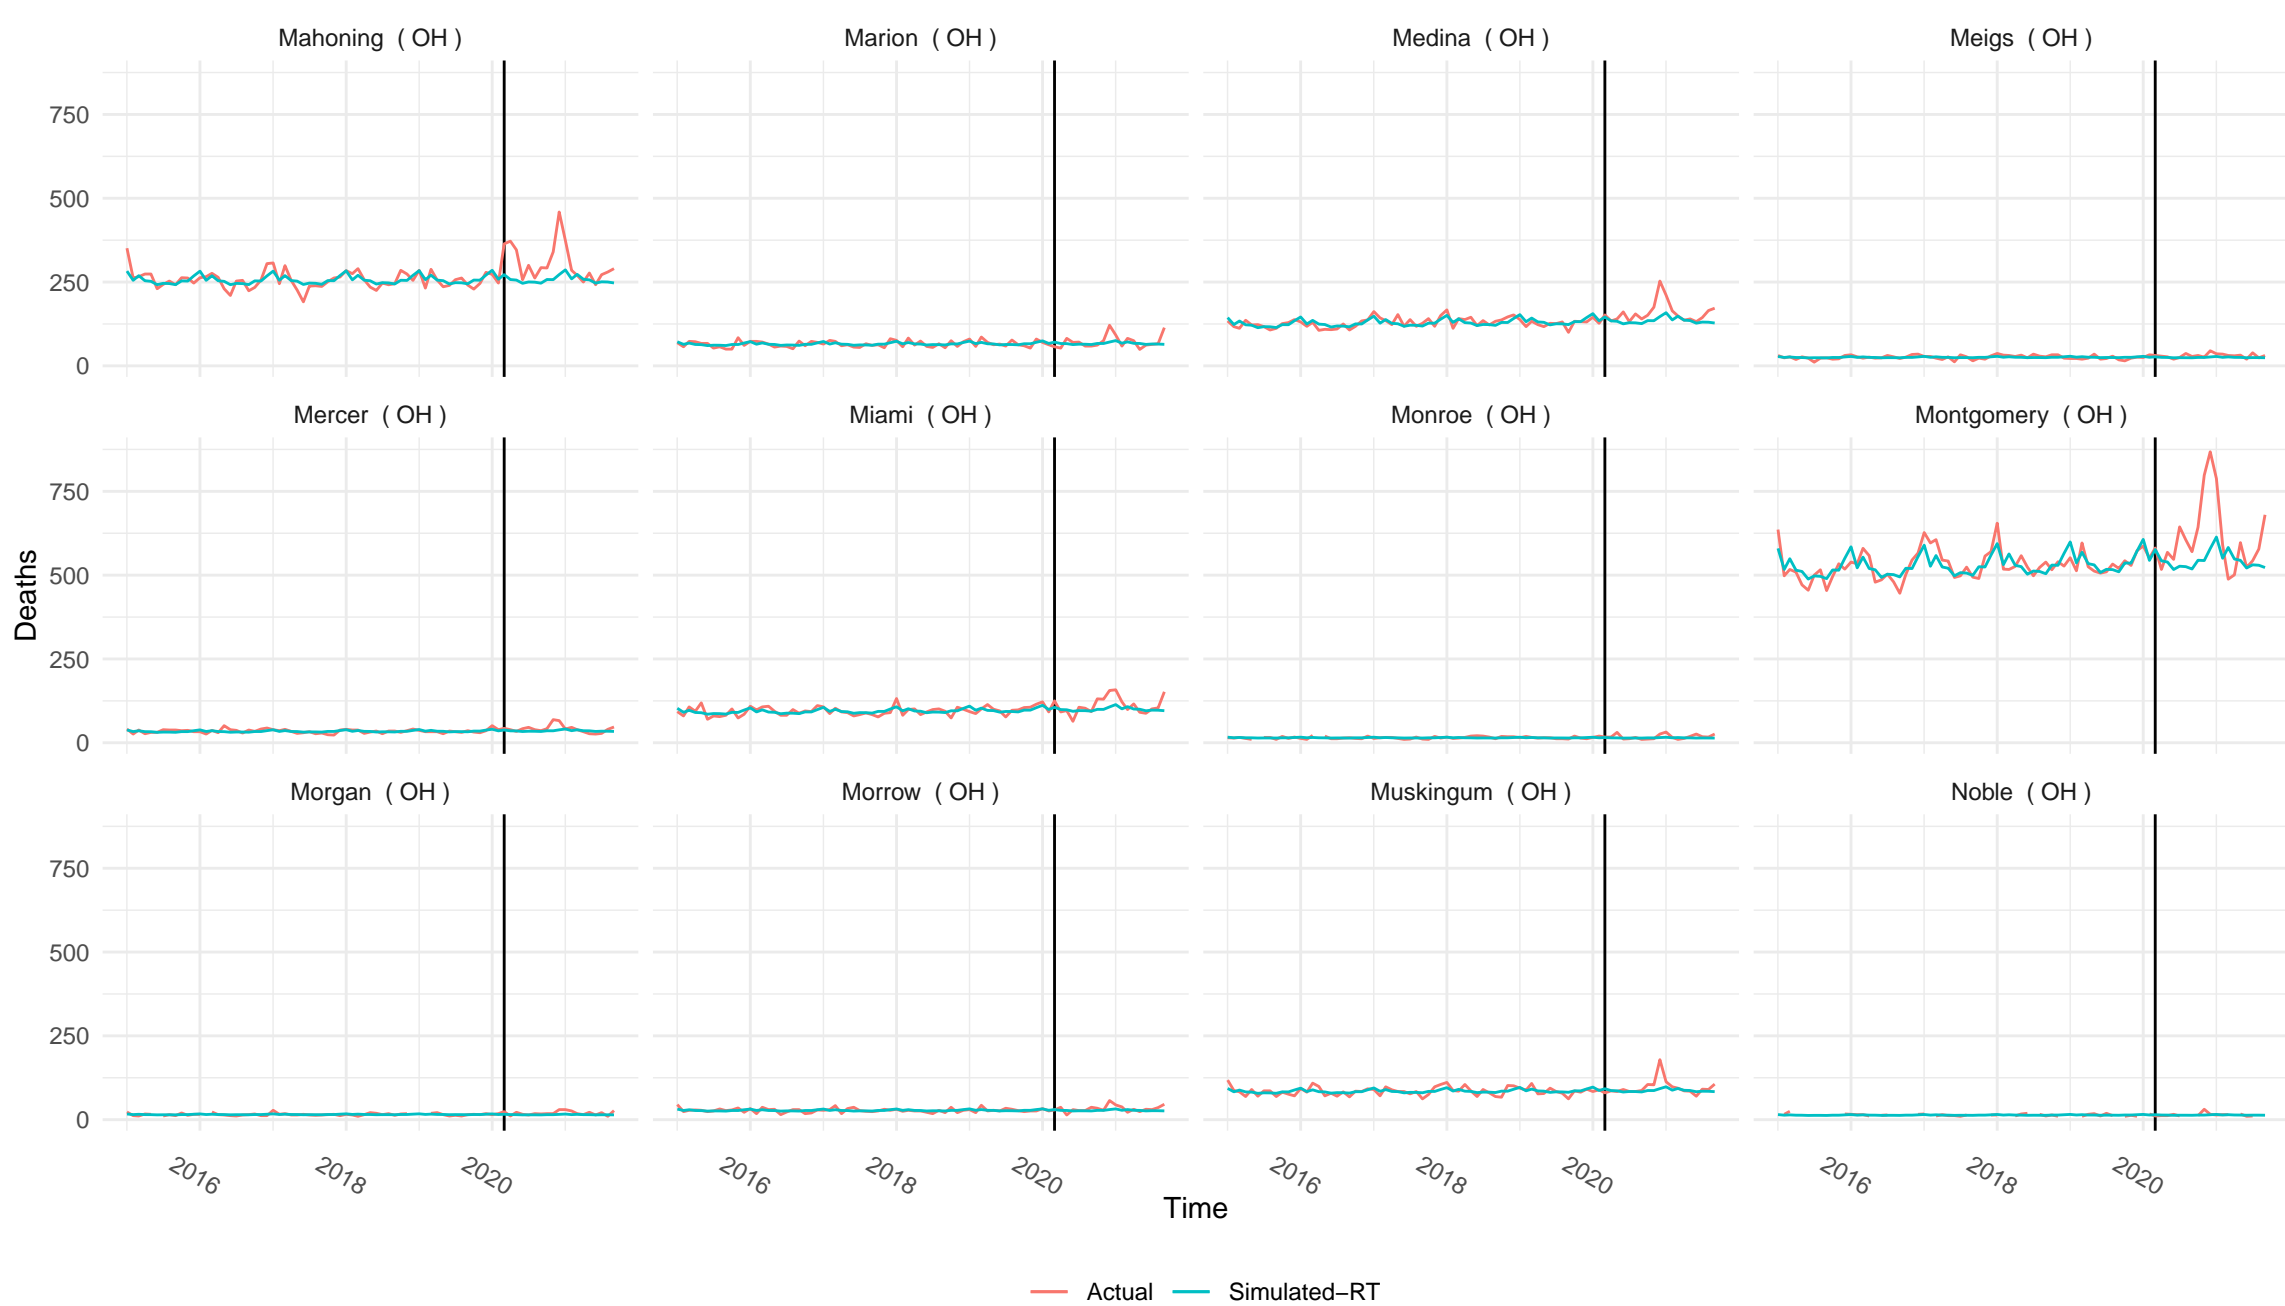 Mahoning ( OH )
Marion ( OH )
Medina ( OH )
Meigs ( OH )
750
500
250
0
Mercer ( OH )
Miami ( OH )
Monroe ( OH )
Montgomery ( OH )
750
500
250
0
Deaths
Morgan ( OH )
Morrow ( OH )
Muskingum ( OH )
Noble ( OH )
750
500
250
0
2016 2018 2020
2016 2018 2020
2016 2018 2020
2016 2018 2020
Time
Actual
Simulated−RT